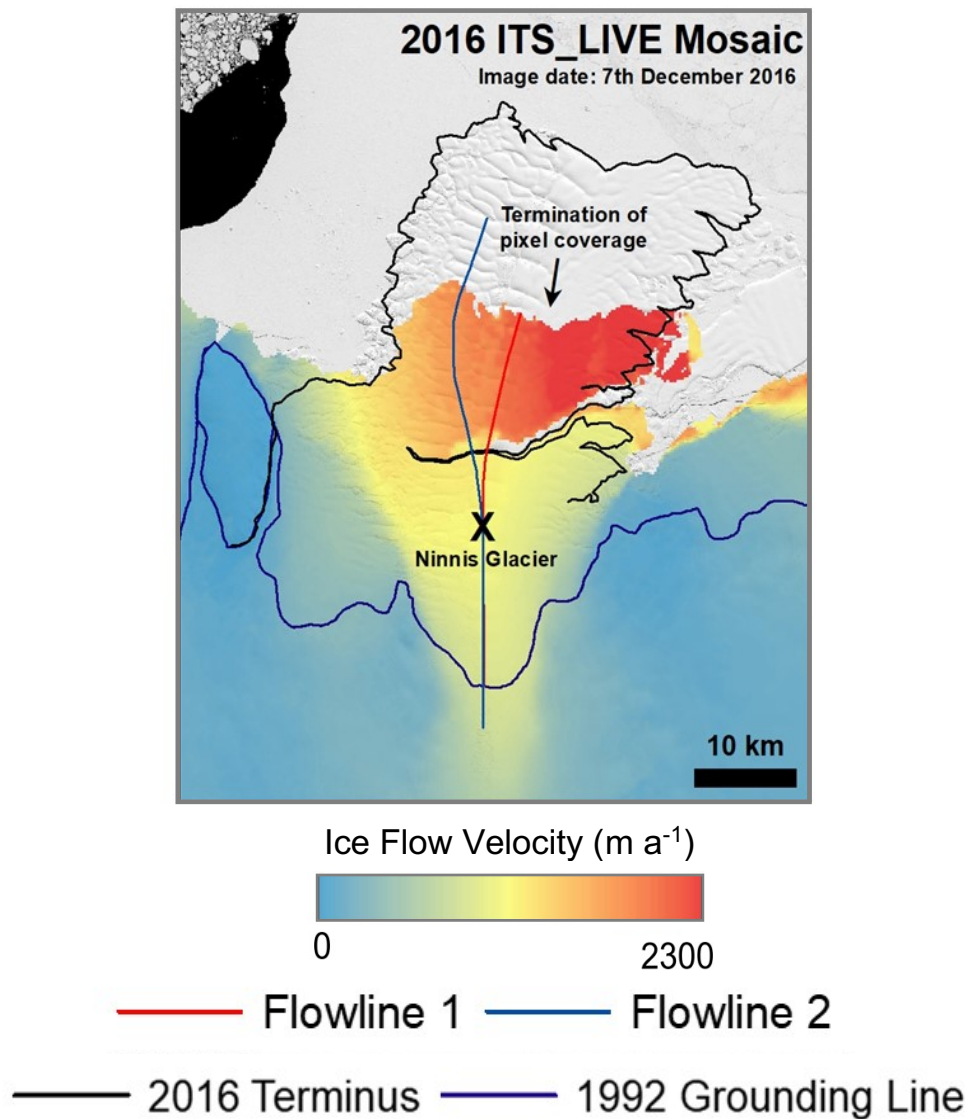 2016 ITS_LIVE Mosaic
Image date: 7th December 2016
Termination of
pixel coverage
X
Ninnis Glacier
10 km
Ice Flow Velocity (m a-1)
0
2300
Flowline 1
Flowline 2
2016 Terminus
1992 Grounding Line